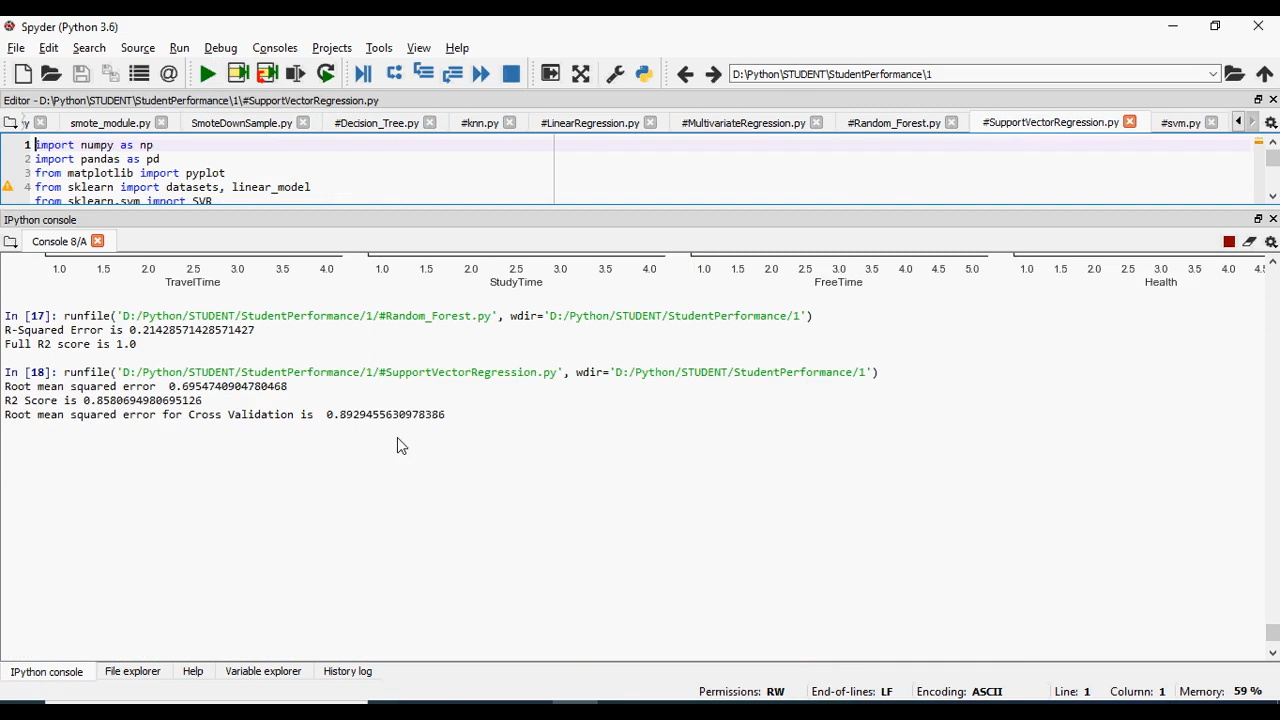 Spyder (Python 3.6)
File Edit Search Source Run Debug Consoles Projects Tools View Help
D:\Python\STUDENT\StudentPerformance\1
Editor - D:\Python\STUDENT\StudentPerformance\1\#SupportVectorRegression.py
y smote_module.py SmoteDownSample.py #Decision_Tree.py #knn.py #LinearRegression.py #MultivariateRegression.py #Random_Forest.py #SupportVectorRegression.py #svm.py
1 import numpy as np
2 import pandas as pd
3 from matplotlib import pyplot
4 from sklearn import datasets, linear_model
from sklearn.svm import SVR
IPython console
Console 8/A
1.0 1.5 2.0 2.5 3.0 3.5 4.0 1.0 1.5 2.0 2.5 3.0 3.5 4.0 1.0 1.5 2.0 2.5 3.0 3.5 4.0 4.5 5.0 1.0 1.5 2.0 2.5 3.0 3.5 4.0 4.5
TravelTime StudyTime FreeTime Health
In [17]: runfile('D:/Python/STUDENT/StudentPerformance/1/#Random_Forest.py', wdir='D:/Python/STUDENT/StudentPerformance/1')
R-Squared Error is 0.21428571428571427
Full R2 score is 1.0
In [18]: runfile('D:/Python/STUDENT/StudentPerformance/1/#SupportVectorRegression.py', wdir='D:/Python/STUDENT/StudentPerformance/1')
Root mean squared error  0.6954740904780468
R2 Score is 0.8580694980695126
Root mean squared error for Cross Validation is  0.8929455630978386
IPython console File explorer Help Variable explorer History log
Permissions: RW End-of-lines: LF Encoding: ASCII Line: 1 Column: 1 Memory: 59 %